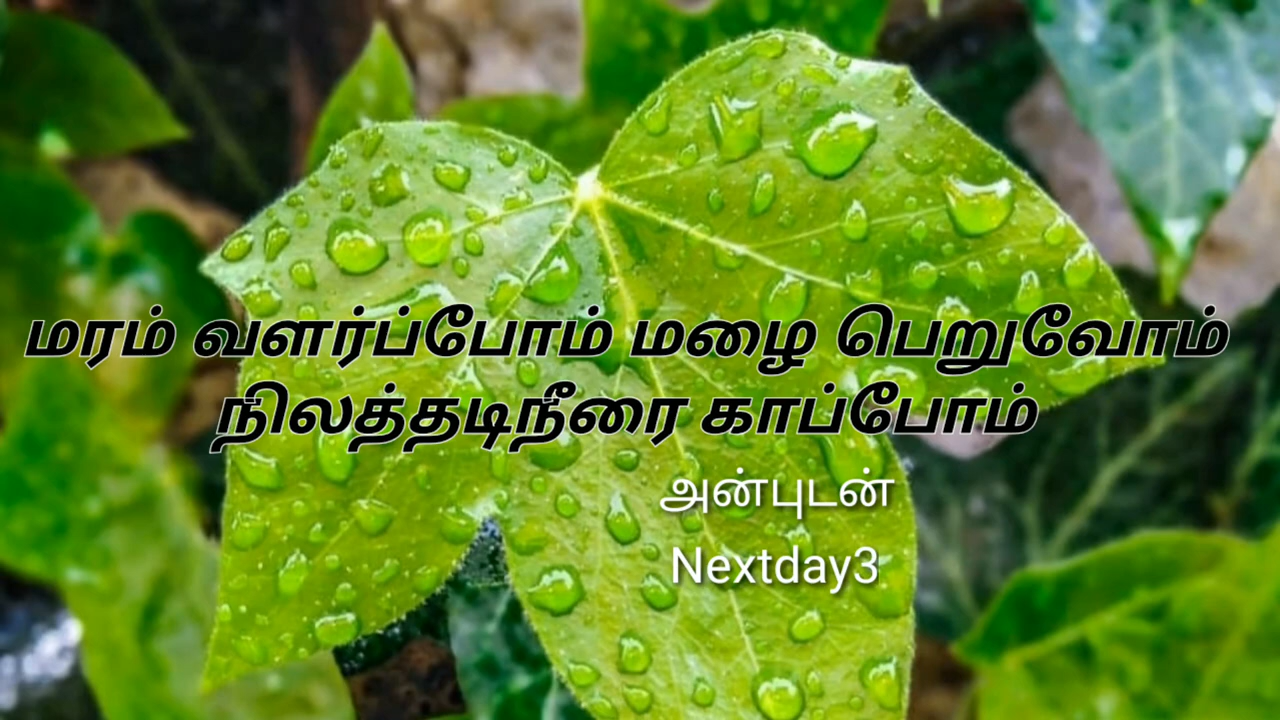 மரம் வளர்ப்போம் மழை பெறுவோம்
நிலத்தடிநீரை காப்போம்
அன்புடன்
Nextday3